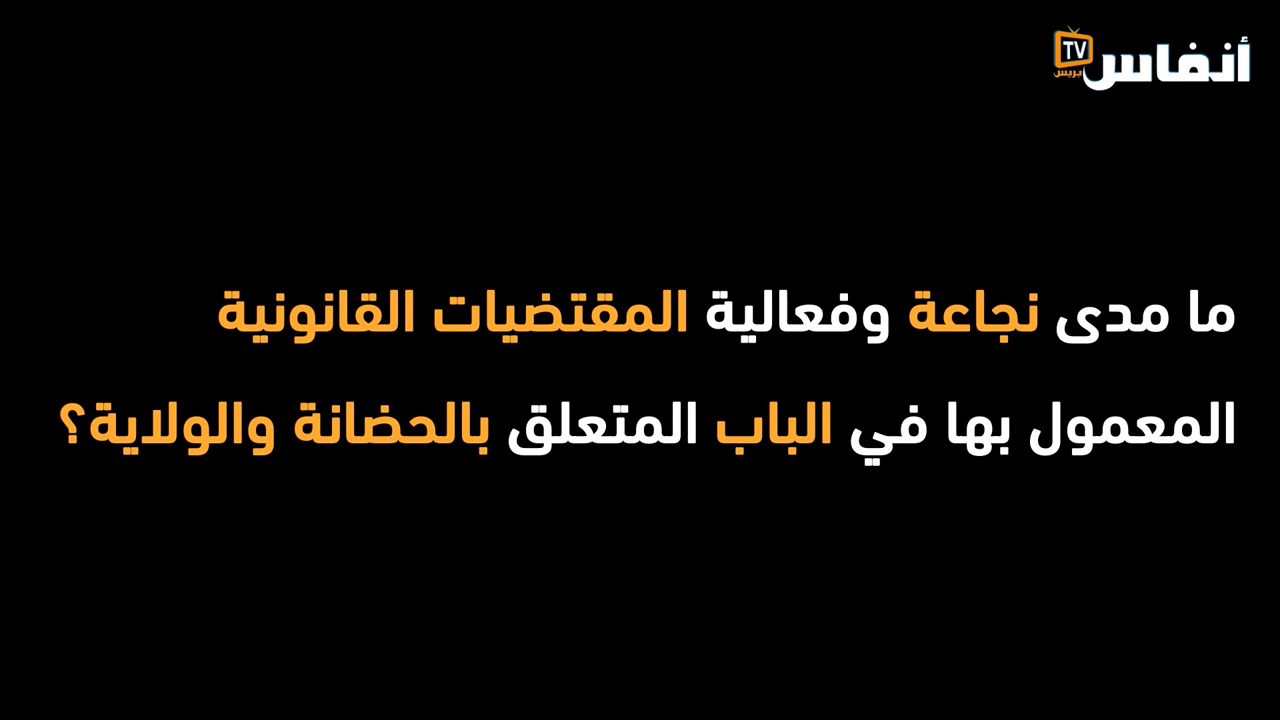 أنفاس
TV
بريس
ما مدى نجاعة وفعالية المقتضيات القانونية
المعمول بها في الباب المتعلق بالحضانة والولاية؟